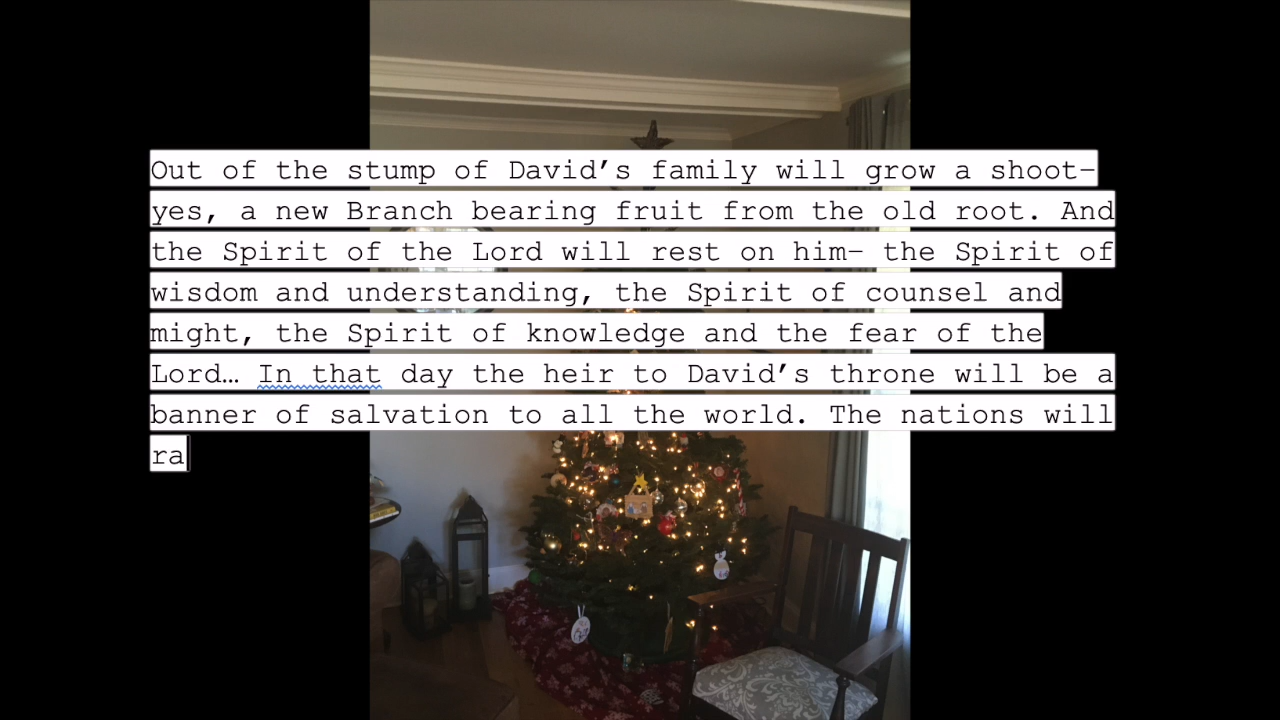 Out of the stump of David’s family will grow a shoot–
yes, a new Branch bearing fruit from the old root. And
the Spirit of the Lord will rest on him– the Spirit of
wisdom and understanding, the Spirit of counsel and
might, the Spirit of knowledge and the fear of the
Lord… In that day the heir to David’s throne will be a
banner of salvation to all the world. The nations will
ra